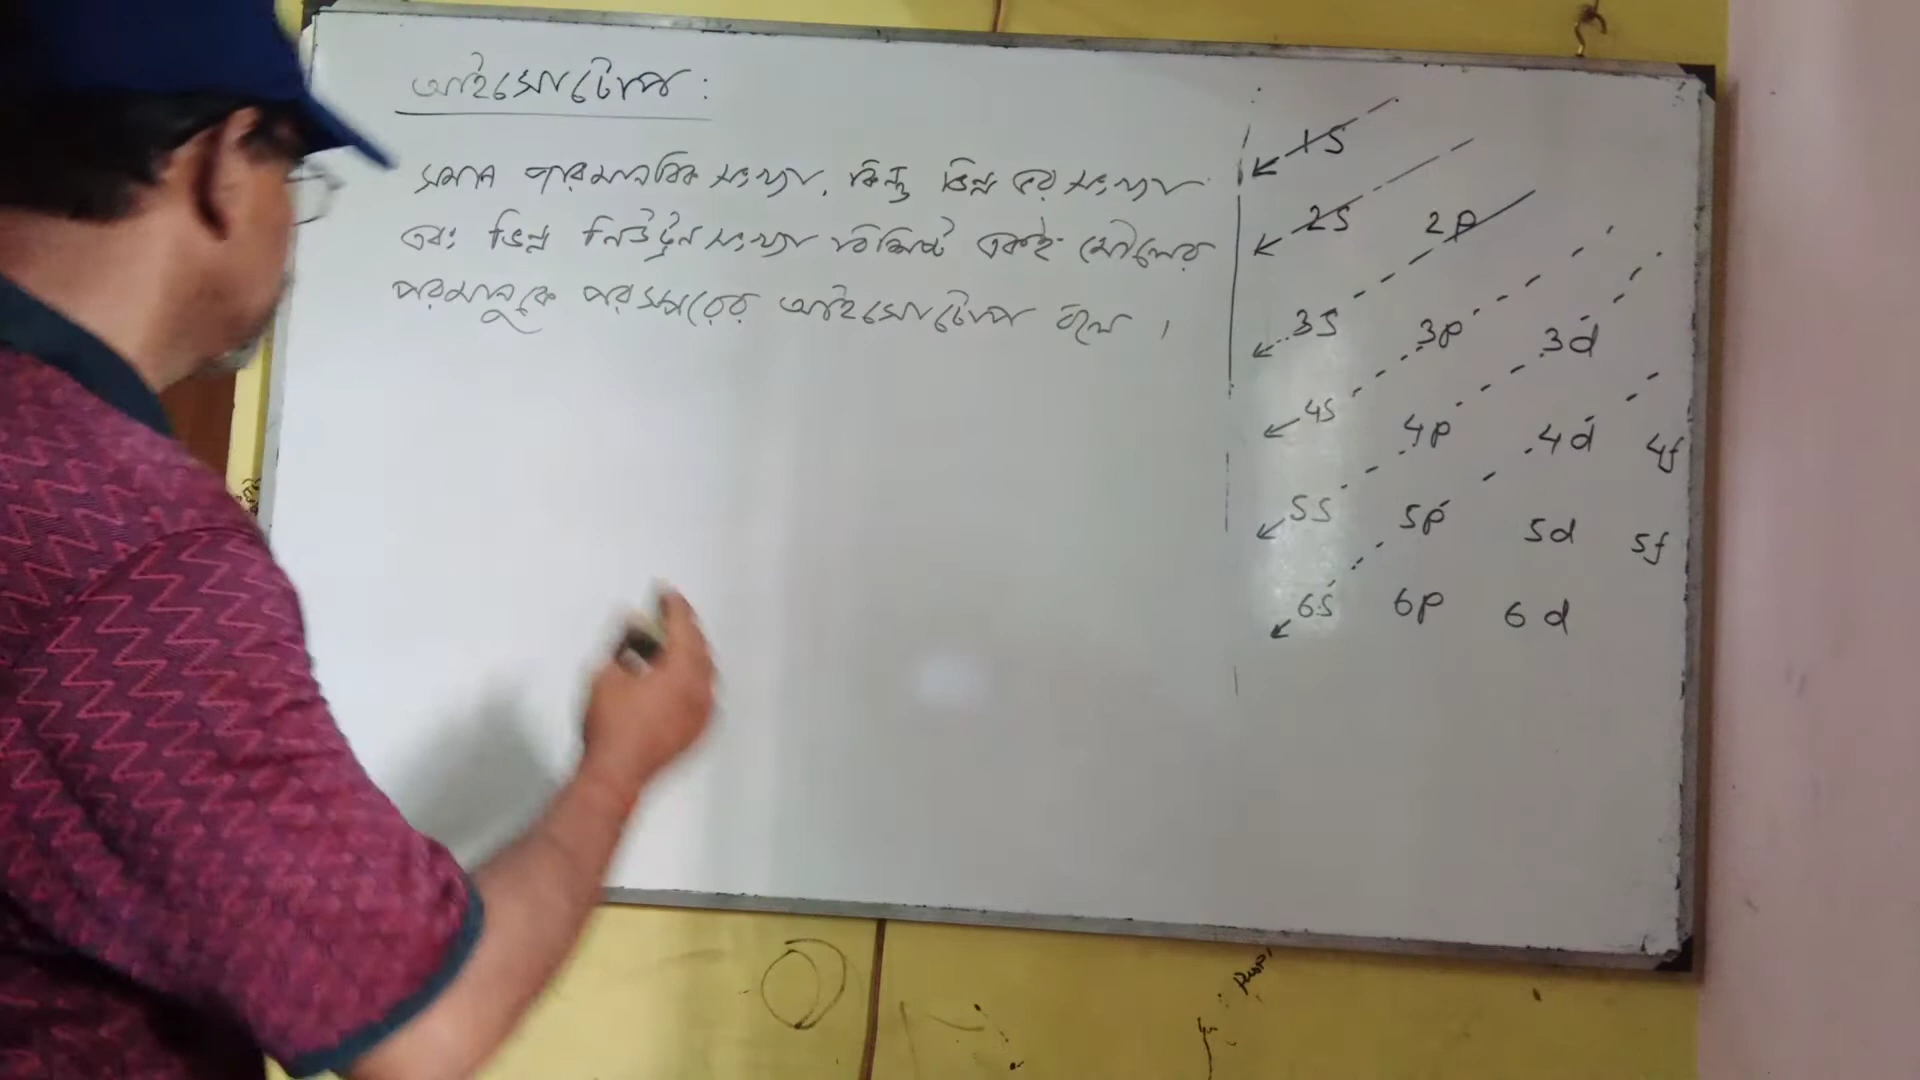 আইসোটোপ :
সমান পারমানবিক সংখ্যা, কিন্তু ভিন্ন ভর সংখ্যা
এবং ভিন্ন নিউট্রন সংখ্যা বিশিষ্ট একই মৌলের
পরমানুকে পরস্পরের আইসোটোপ বলে ।
1s
2s 2p
3s 3p 3d
4s 4p 4d 4f
5s 5p 5d 5f
6s 6p 6d